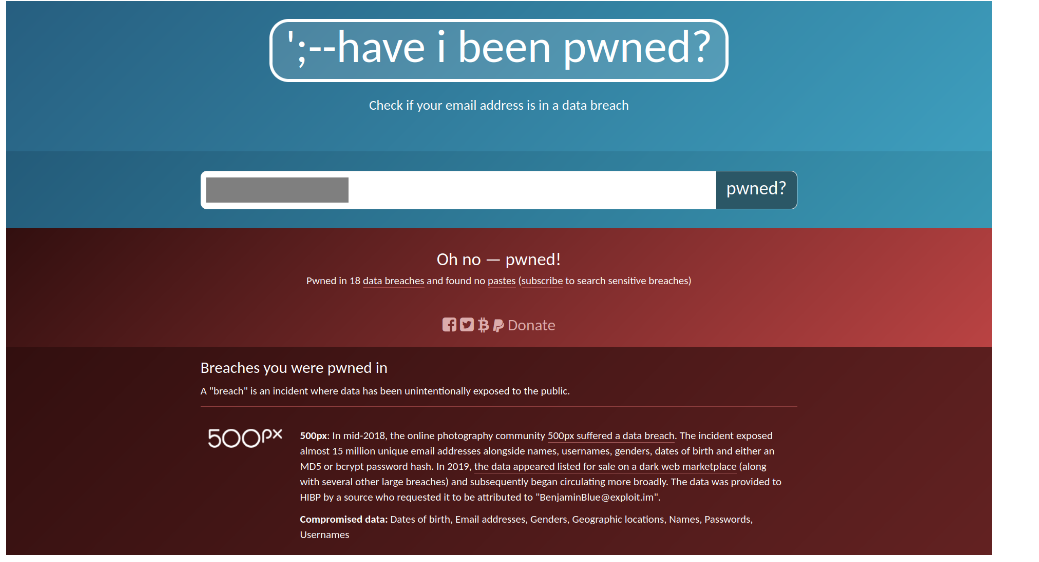 ';--have i been pwned?
Check if your email address is in a data breach
pwned?
Oh no — pwned!
Pwned in 18 data breaches and found no pastes (subscribe to search sensitive breaches)
Donate
Breaches you were pwned in
A "breach" is an incident where data has been unintentionally exposed to the public.
500px
500px: In mid-2018, the online photography community 500px suffered a data breach. The incident exposed
almost 15 million unique email addresses alongside names, usernames, genders, dates of birth and either an
MD5 or bcrypt password hash. In 2019, the data appeared listed for sale on a dark web marketplace (along
with several other large breaches) and subsequently began circulating more broadly. The data was provided to
HIBP by a source who requested it to be attributed to "BenjaminBlue@exploit.im".
Compromised data: Dates of birth, Email addresses, Genders, Geographic locations, Names, Passwords,
Usernames